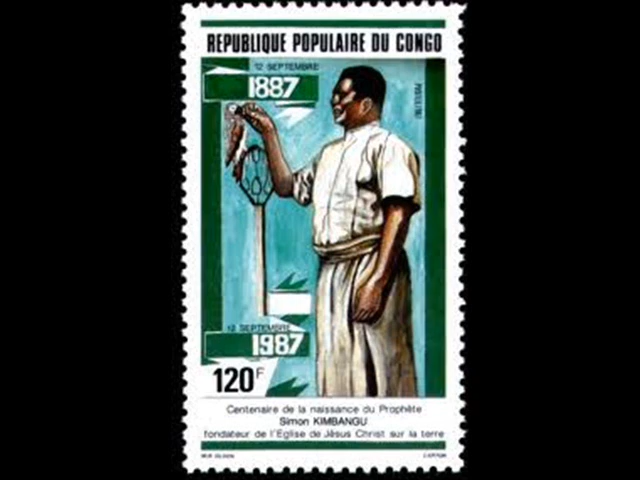 REPUBLIQUE POPULAIRE DU CONGO
12 SEPTEMBRE
1887
12 SEPTEMBRE
1987
120F
Centenaire de la naissance du Prophète
Simon KIMBANGU
fondateur de l'Eglise de Jésus Christ sur la terre